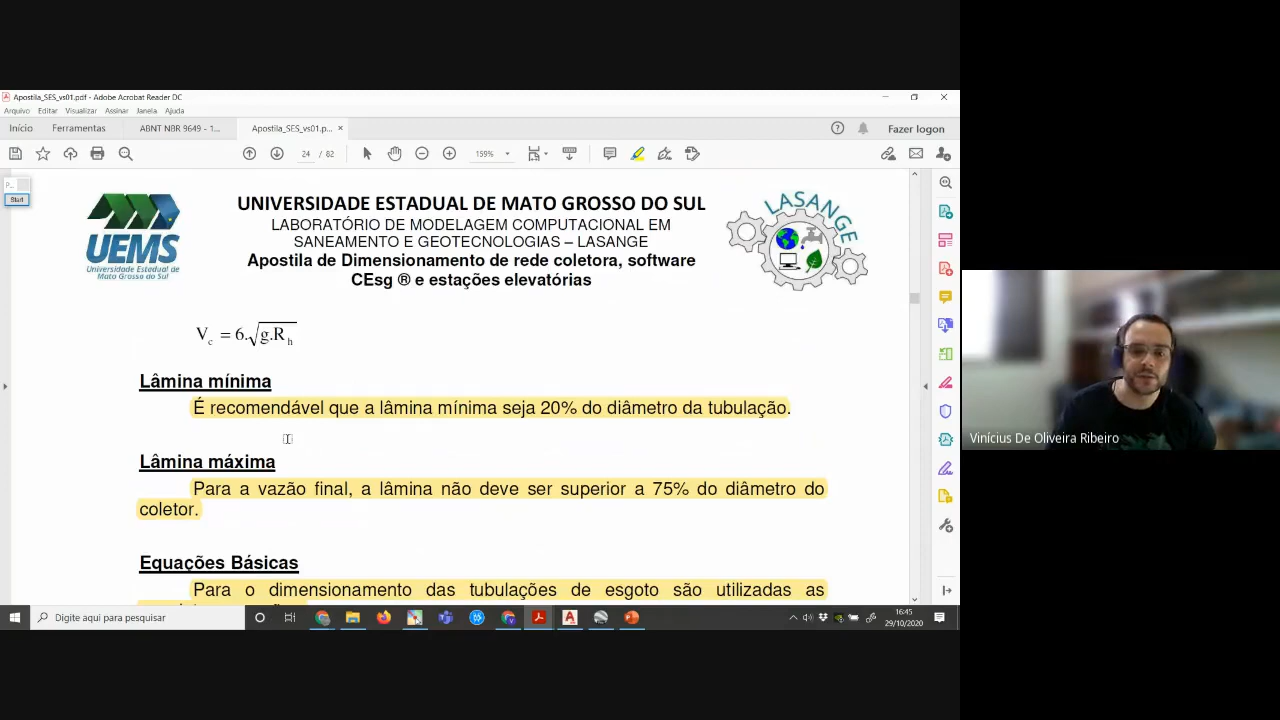 Apostila_SES_vs01.pdf - Adobe Acrobat Reader DC
Arquivo Editar Visualizar Assinar Janela Ajuda
Início Ferramentas ABNT NBR 9649 - 1... Apostila_SES_vs01.p... × Fazer logon
24 / 82 159%
P...
Start
UEMS
Universidade Estadual de
Mato Grosso do Sul
UNIVERSIDADE ESTADUAL DE MATO GROSSO DO SUL
LABORATÓRIO DE MODELAGEM COMPUTACIONAL EM
SANEAMENTO E GEOTECNOLOGIAS – LASANGE
Apostila de Dimensionamento de rede coletora, software
CEsg ® e estações elevatórias
LASANGE
V_c = 6.√g.R_h
Lâmina mínima
É recomendável que a lâmina mínima seja 20% do diâmetro da tubulação.
Lâmina máxima
Para a vazão final, a lâmina não deve ser superior a 75% do diâmetro do
coletor.
Equações Básicas
Para o dimensionamento das tubulações de esgoto são utilizadas as
Digite aqui para pesquisar
16:45
29/10/2020
Vinícius De Oliveira Ribeiro